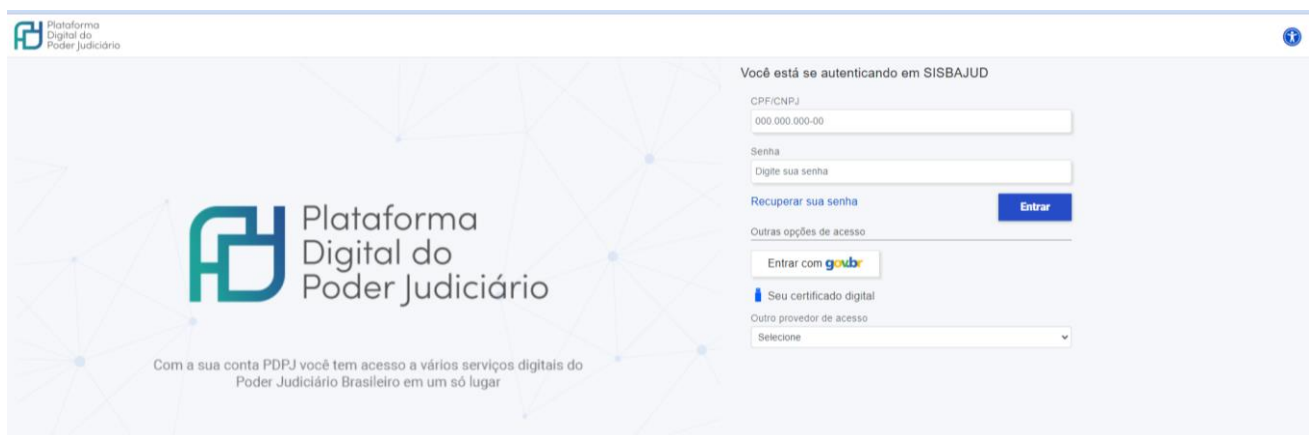 Plataforma
Digital do
Poder Judiciário
Plataforma
Digital do
Poder Judiciário
Com a sua conta PDPJ você tem acesso a vários serviços digitais do
Poder Judiciário Brasileiro em um só lugar
Você está se autenticando em SISBAJUD
CPF/CNPJ
000.000.000-00
Senha
Digite sua senha
Recuperar sua senha
Entrar
Outras opções de acesso
Entrar com gov.br
Seu certificado digital
Outro provedor de acesso
Selecione